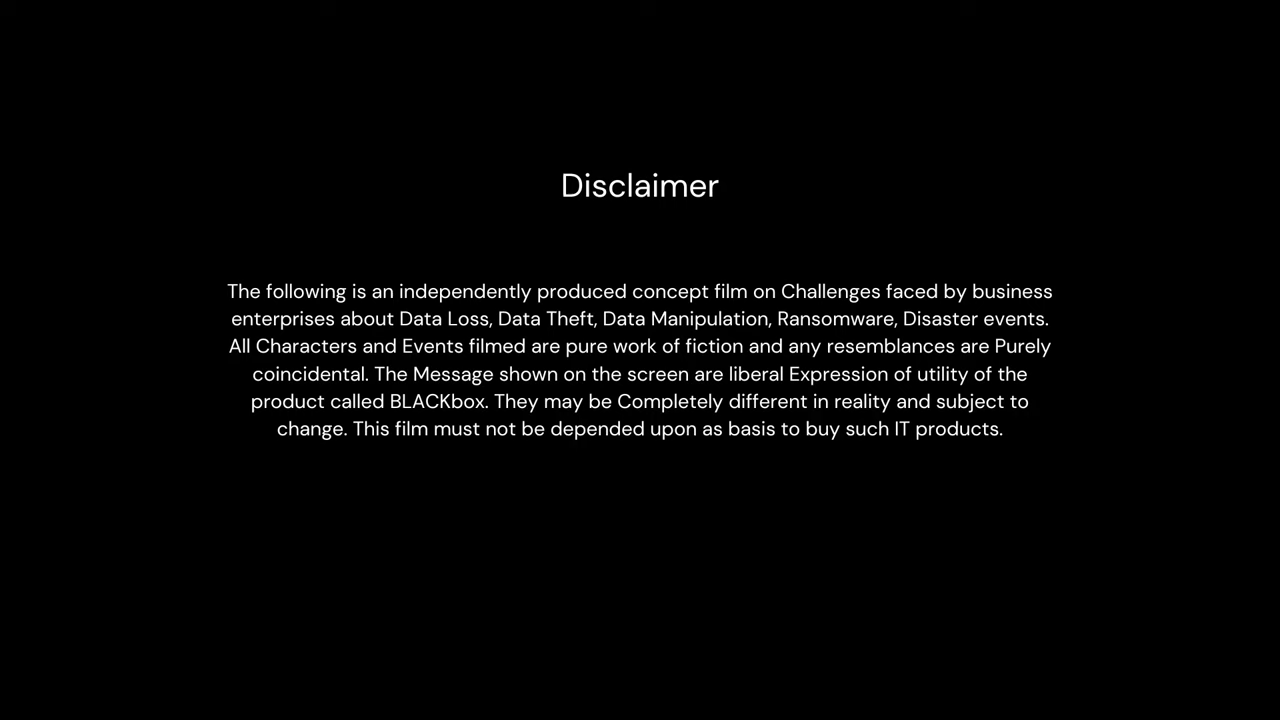 Disclaimer
The following is an independently produced concept film on Challenges faced by business
enterprises about Data Loss, Data Theft, Data Manipulation, Ransomware, Disaster events.
All Characters and Events filmed are pure work of fiction and any resemblances are Purely
coincidental. The Message shown on the screen are liberal Expression of utility of the
product called BLACKbox. They may be Completely different in reality and subject to
change. This film must not be depended upon as basis to buy such IT products.